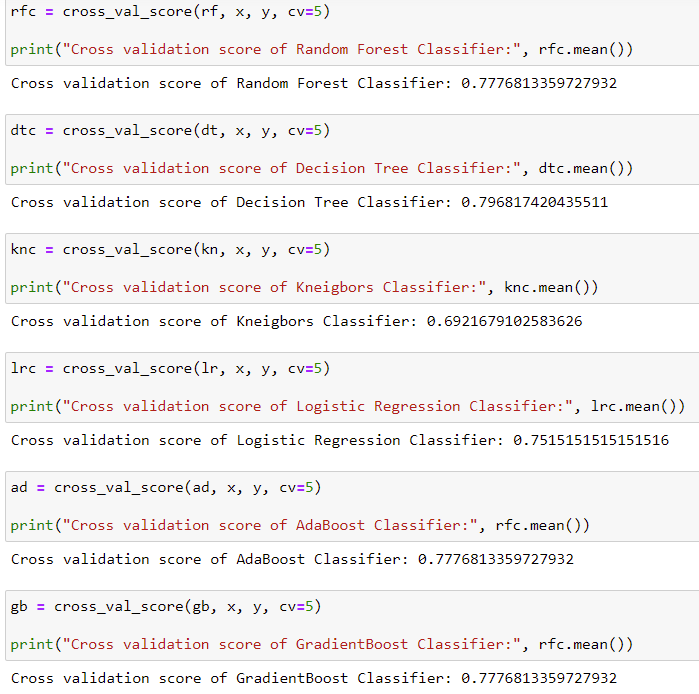 rfc = cross_val_score(rf, x, y, cv=5)
print("Cross validation score of Random Forest Classifier:", rfc.mean())
Cross validation score of Random Forest Classifier: 0.7776813359727932
dtc = cross_val_score(dt, x, y, cv=5)
print("Cross validation score of Decision Tree Classifier:", dtc.mean())
Cross validation score of Decision Tree Classifier: 0.796817420435511
knc = cross_val_score(kn, x, y, cv=5)
print("Cross validation score of Kneigbors Classifier:", knc.mean())
Cross validation score of Kneigbors Classifier: 0.6921679102583626
lrc = cross_val_score(lr, x, y, cv=5)
print("Cross validation score of Logistic Regression Classifier:", lrc.mean())
Cross validation score of Logistic Regression Classifier: 0.7515151515151516
ad = cross_val_score(ad, x, y, cv=5)
print("Cross validation score of AdaBoost Classifier:", rfc.mean())
Cross validation score of AdaBoost Classifier: 0.7776813359727932
gb = cross_val_score(gb, x, y, cv=5)
print("Cross validation score of GradientBoost Classifier:", rfc.mean())
Cross validation score of GradientBoost Classifier: 0.7776813359727932